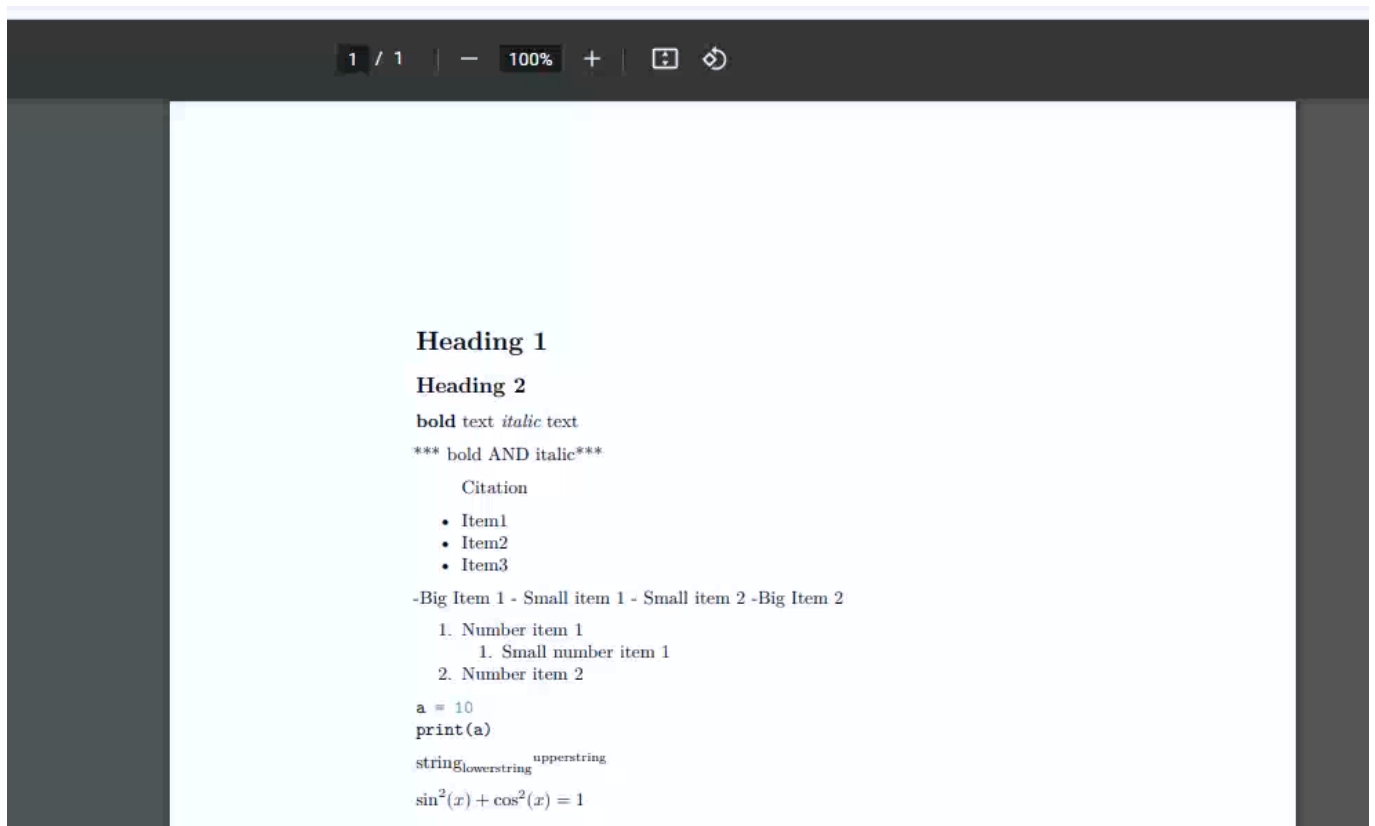 1 / 1 — 100% +
Heading 1
Heading 2
bold text italic text
*** bold AND italic***
Citation
• Item1
• Item2
• Item3
-Big Item 1 - Small item 1 - Small item 2 -Big Item 2
1. Number item 1
1. Small number item 1
2. Number item 2
a = 10
print(a)
string_lowerstring^upperstring
sin²(x) + cos²(x) = 1